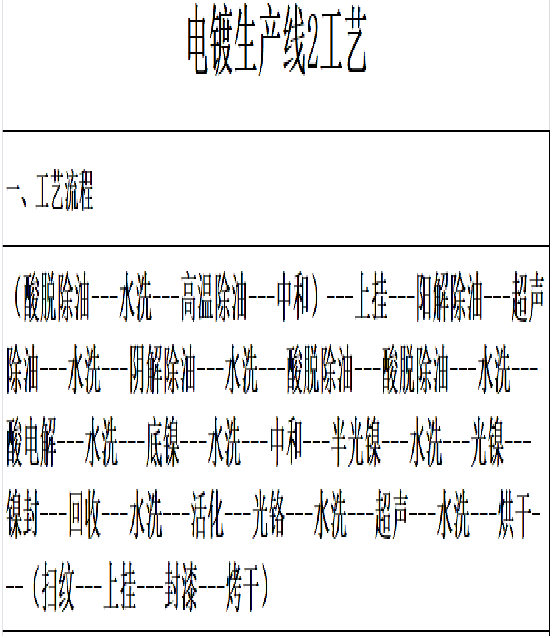 电镀生产线2工艺
一、工艺流程
（酸脱除油---水洗---高温除油---中和）---上挂---阳解除油---超声
除油---水洗---阴解除油---水洗---酸脱除油---酸脱除油---水洗---
酸电解---水洗---底镍---水洗---中和---半光镍---水洗---光镍---
镍封---回收---水洗---活化---光铬---水洗---超声---水洗---烘干-
--（扫纹---上挂---封漆---烤干）